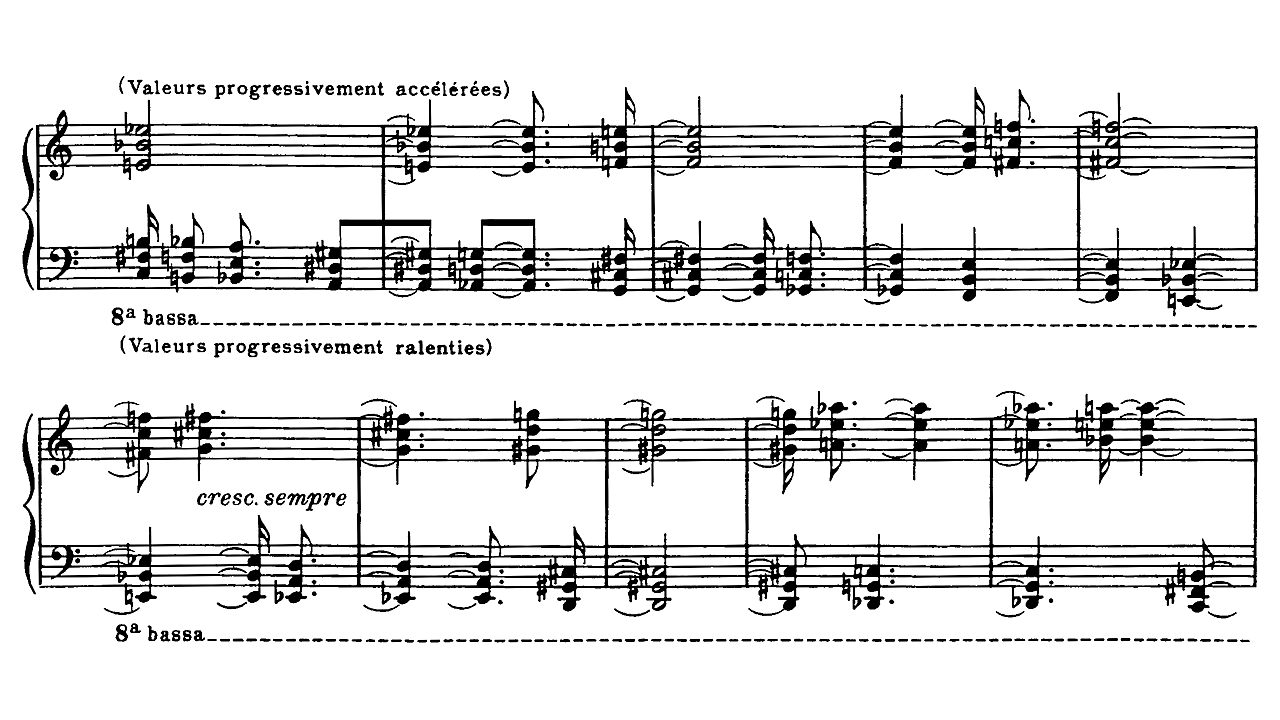 (Valeurs progressivement accélérées)
8ª bassa
(Valeurs progressivement ralenties)
cresc. sempre
8ª bassa